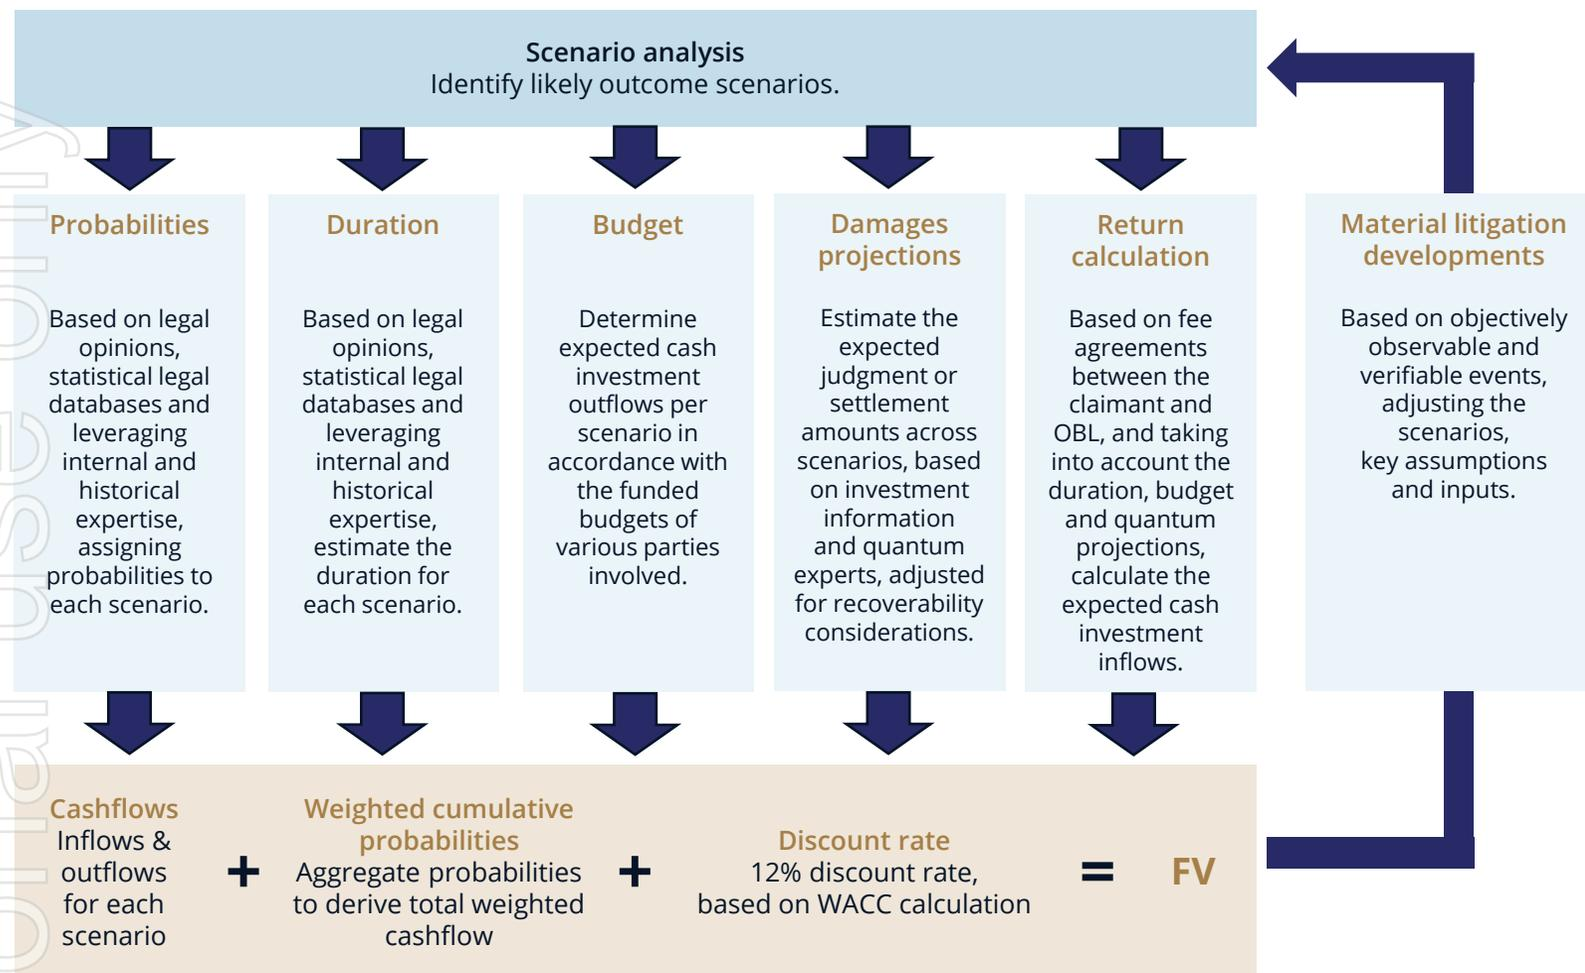 Scenario analysis
Identify likely outcome scenarios.
Probabilities
Based on legal
opinions,
statistical legal
databases and
leveraging
internal and
historical
expertise,
assigning
probabilities to
each scenario.
Duration
Based on legal
opinions,
statistical legal
databases and
leveraging
internal and
historical
expertise,
estimate the
duration for
each scenario.
Budget
Determine
expected cash
investment
outflows per
scenario in
accordance with
the funded
budgets of
various parties
involved.
Damages
projections
Estimate the
expected
judgment or
settlement
amounts across
scenarios, based
on investment
information
and quantum
experts, adjusted
for recoverability
considerations.
Return
calculation
Based on fee
agreements
between the
claimant and
OBL, and taking
into account the
duration, budget
and quantum
projections,
calculate the
expected cash
investment
inflows.
Material litigation
developments
Based on objectively
observable and
verifiable events,
adjusting the
scenarios,
key assumptions
and inputs.
Cashflows
Inflows &
outflows
for each
scenario
+
Weighted cumulative
probabilities
Aggregate probabilities
to derive total weighted
cashflow
+
Discount rate
12% discount rate,
based on WACC calculation
=
FV
onal use only